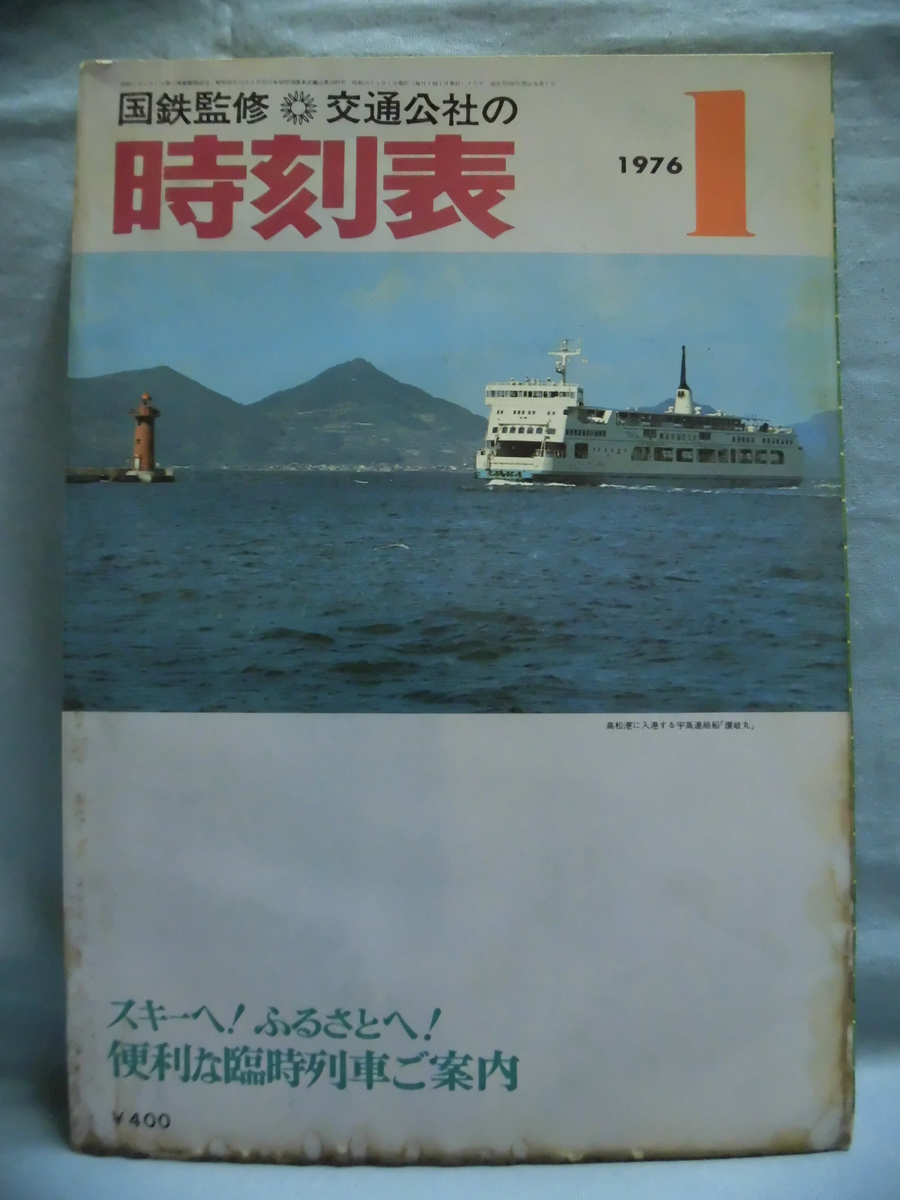 国鉄監修 交通公社の
時刻表
1976 1
高松港に入港する宇高連絡船「讃岐丸」
スキーへ！ふるさとへ！
便利な臨時列車ご案内
¥400